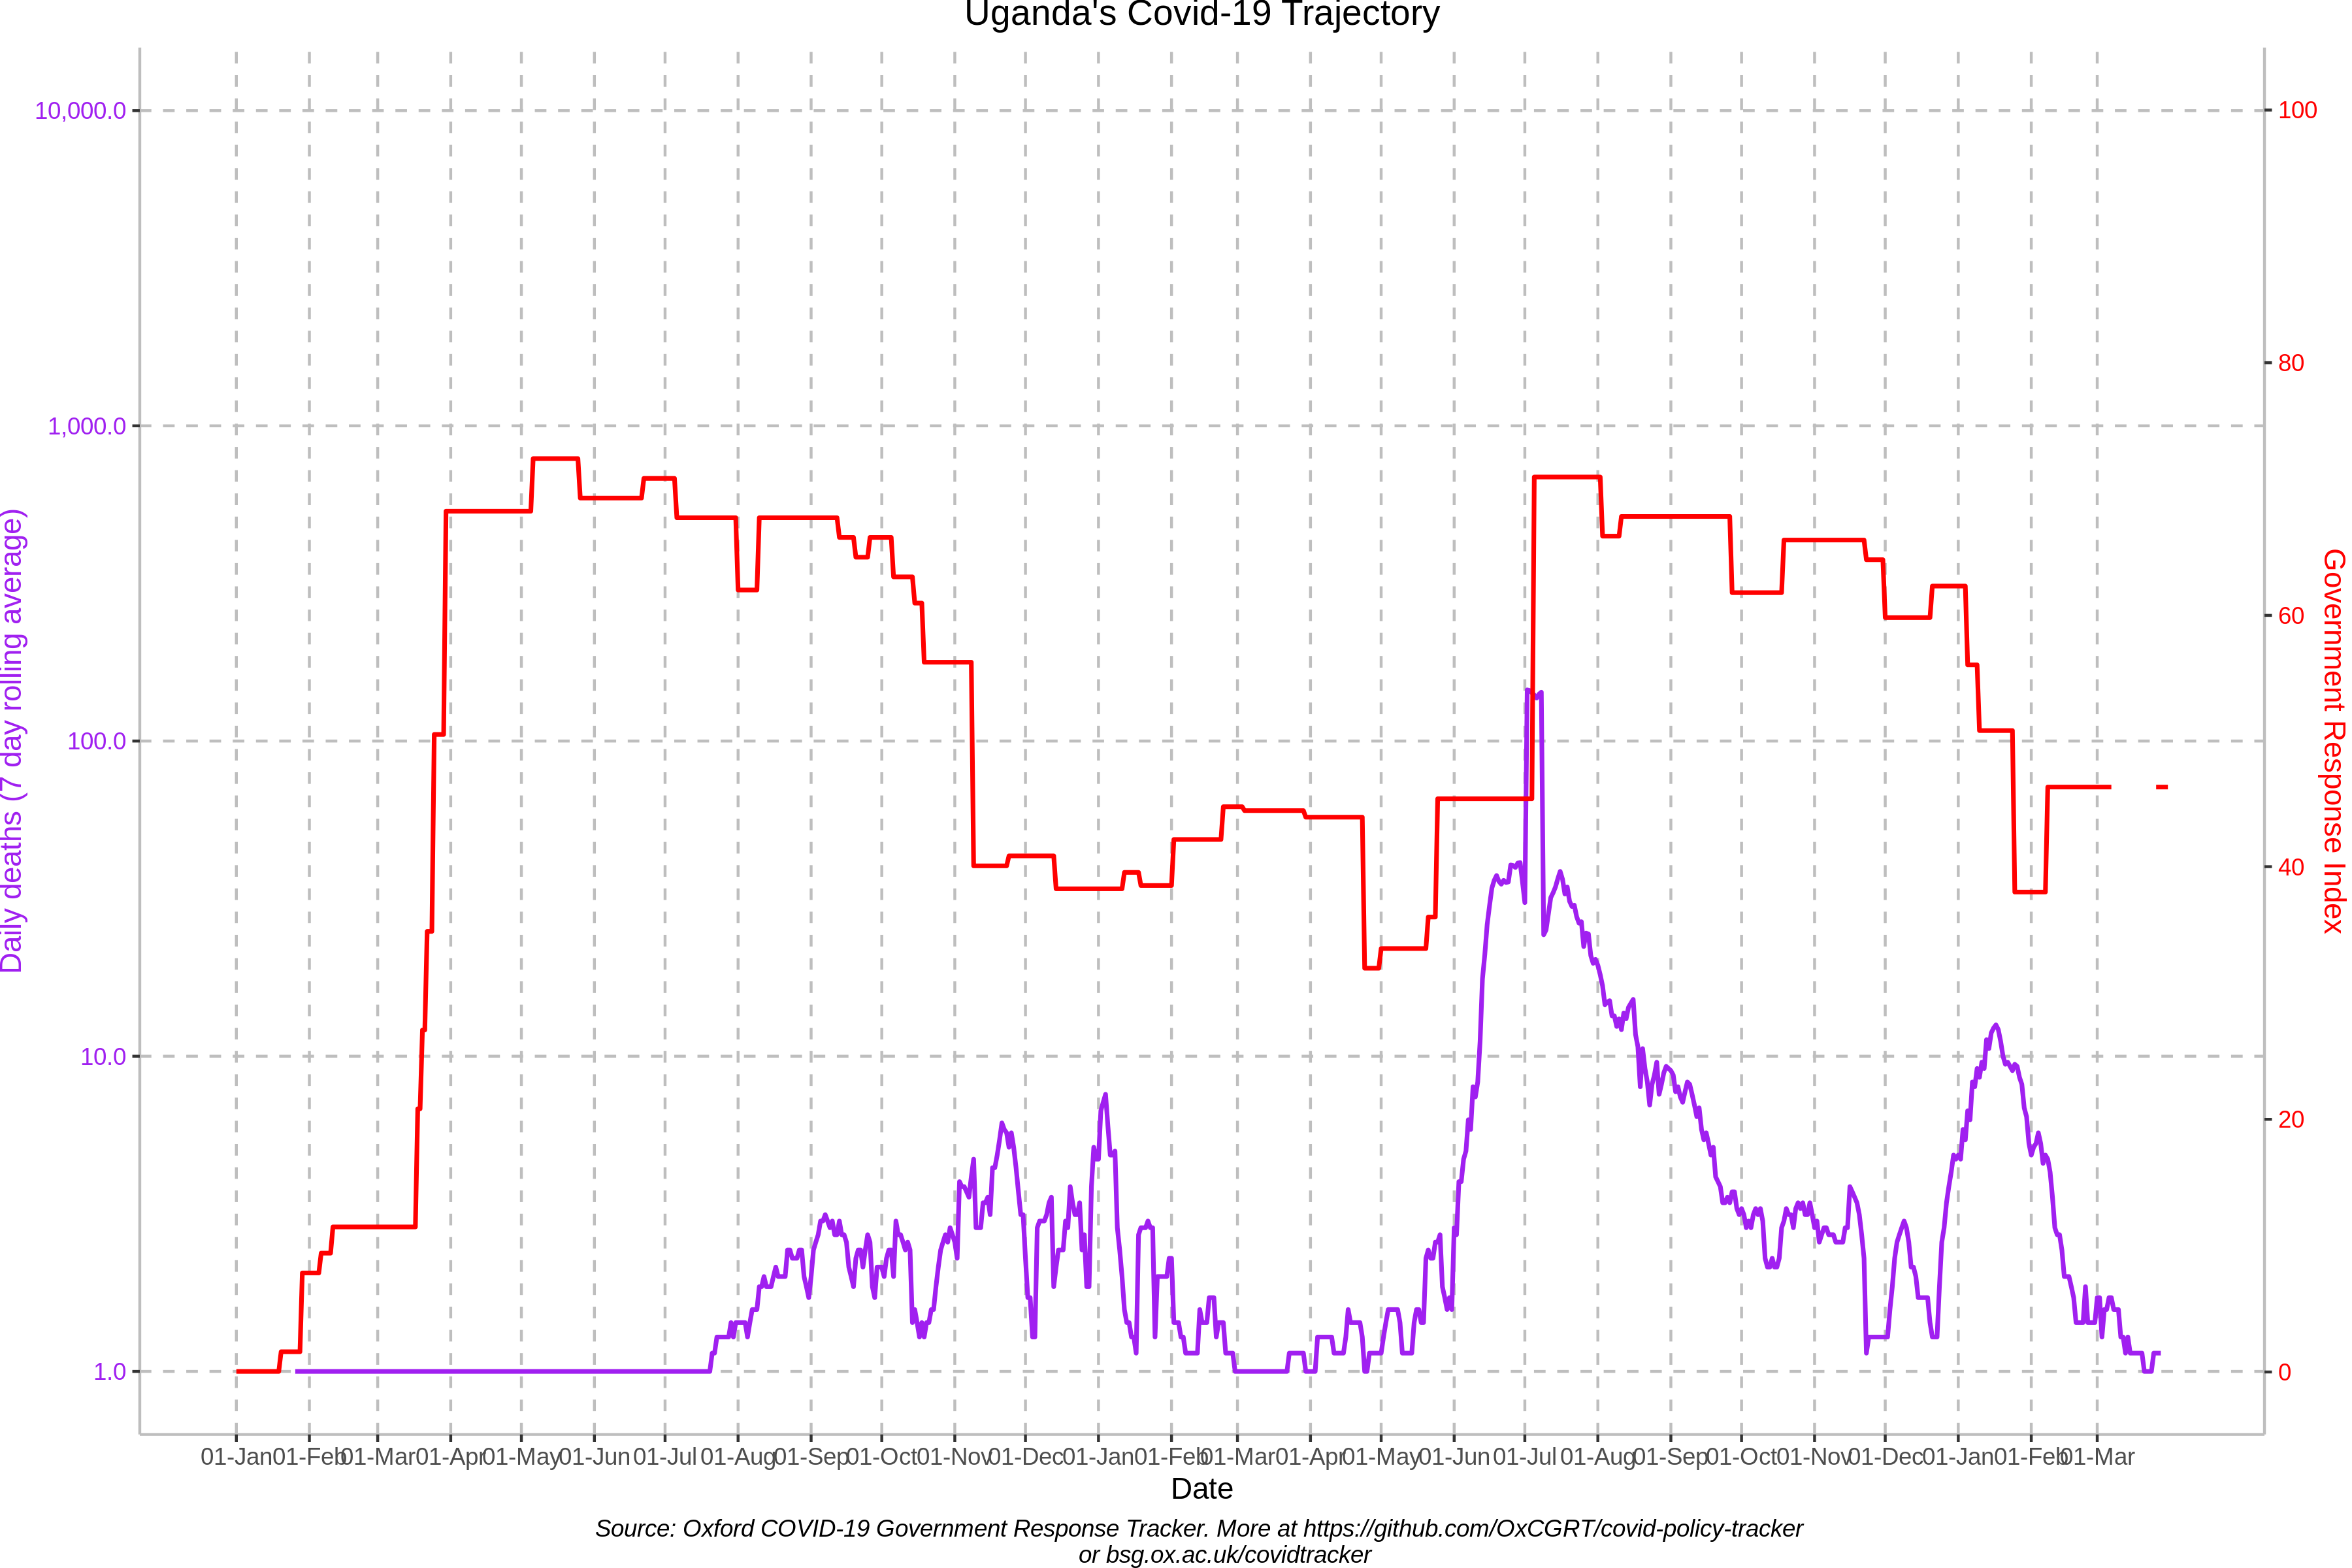 Uganda's Covid-19 Trajectory
10,000.0
1,000.0
100.0
10.0
1.0
Daily deaths (7 day rolling average)
100
80
60
40
20
0
Government Response Index
01-Jan 01-Feb 01-Mar 01-Apr 01-May 01-Jun 01-Jul 01-Aug 01-Sep 01-Oct 01-Nov 01-Dec 01-Jan 01-Feb 01-Mar 01-Apr 01-May 01-Jun 01-Jul 01-Aug 01-Sep 01-Oct 01-Nov 01-Dec 01-Jan 01-Feb 01-Mar
Date
Source: Oxford COVID-19 Government Response Tracker. More at https://github.com/OxCGRT/covid-policy-tracker
or bsg.ox.ac.uk/covidtracker